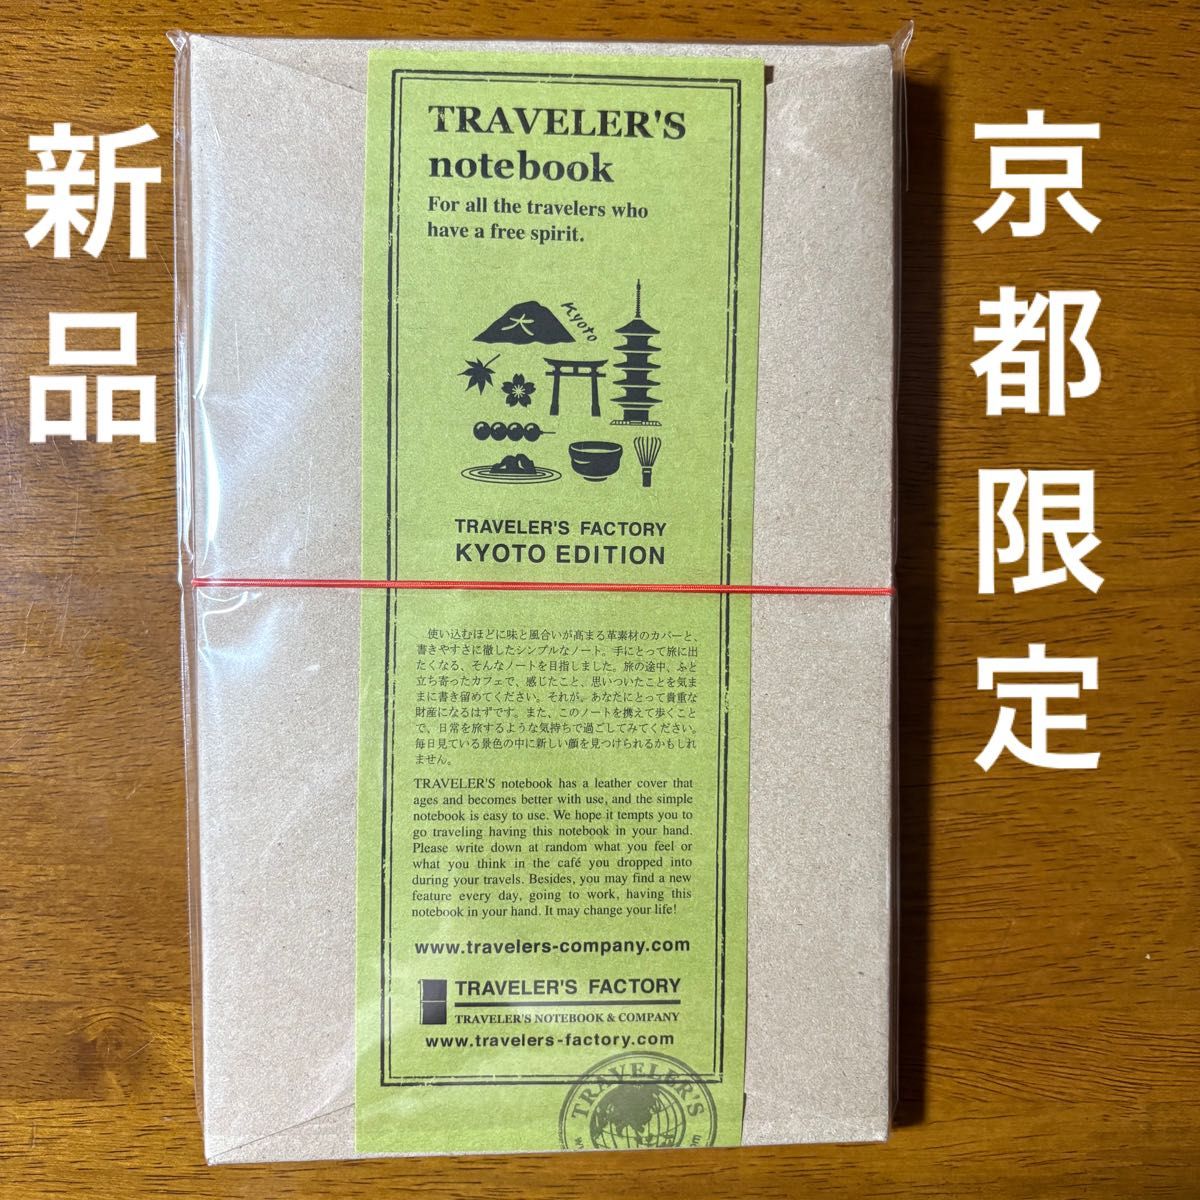 新品
京都限定
TRAVELER'S
notebook
For all the travelers who
have a free spirit.
大
Kyoto
TRAVELER'S FACTORY
KYOTO EDITION
使い込むほどに味と風合いが高まる革素材のカバーと、
書きやすさに徹したシンプルなノート。手にとって旅に出
たくなる、そんなノートを目指しました。旅の途中、ふと
立ち寄ったカフェで、感じたこと、思いついたことを気ま
まに書き留めてください。それが。あなたにとって貴重な
財産になるはずです。また、このノートを携えて歩くこと
で、日常を旅するような気持ちで過ごしてみてください。
毎日見ている景色の中に新しい顔を見つけられるかもしれ
ません。
TRAVELER'S notebook has a leather cover that
ages and becomes better with use, and the simple
notebook is easy to use. We hope it tempts you to
go traveling having this notebook in your hand.
Please write down at random what you feel or
what you think in the café you dropped into
during your travels. Besides, you may find a new
feature every day, going to work, having this
notebook in your hand. It may change your life!
www.travelers-company.com
TRAVELER'S FACTORY
TRAVELER'S NOTEBOOK & COMPANY
www.travelers-factory.com
TRAVELER'S